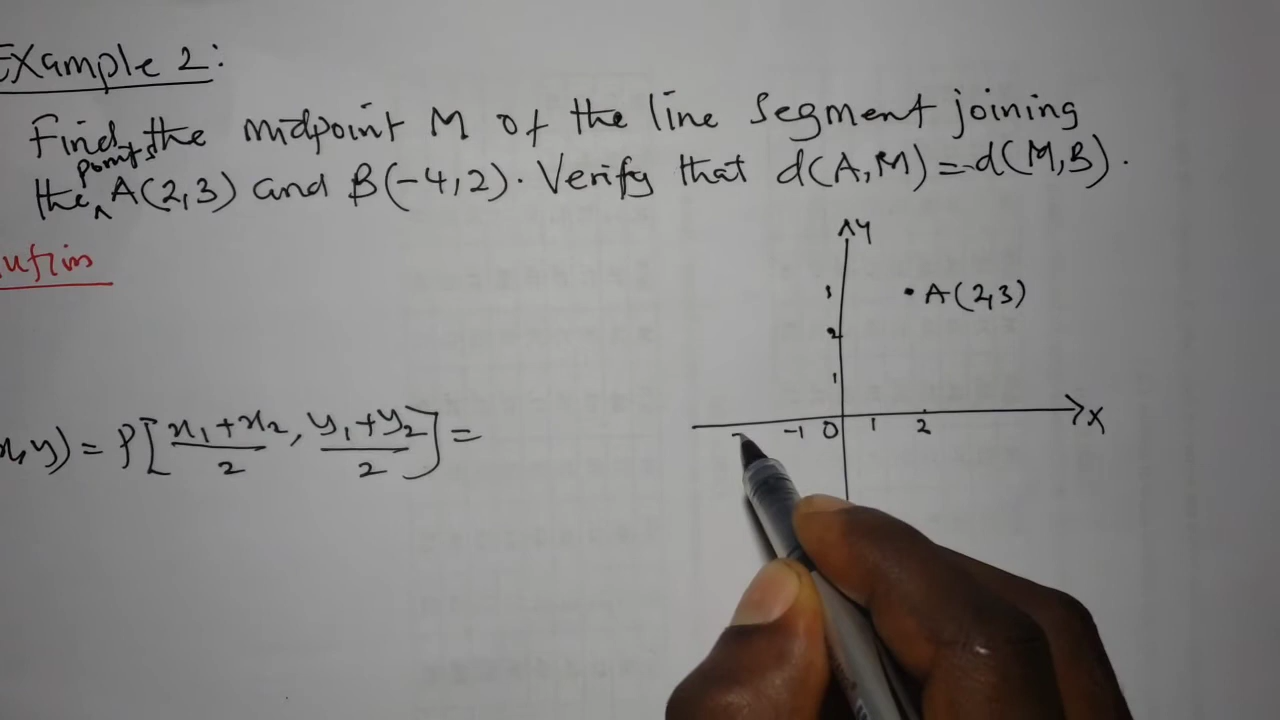 Example 2:
Find the midpoint M of the line segment joining
the points A(2,3) and B(-4,2). Verify that d(A,M)=d(M,B).
y
3
A(2,3)
2
1
-1 0 1 2 X
x,y) = P[x₁+x₂/2, y₁+y₂/2] =